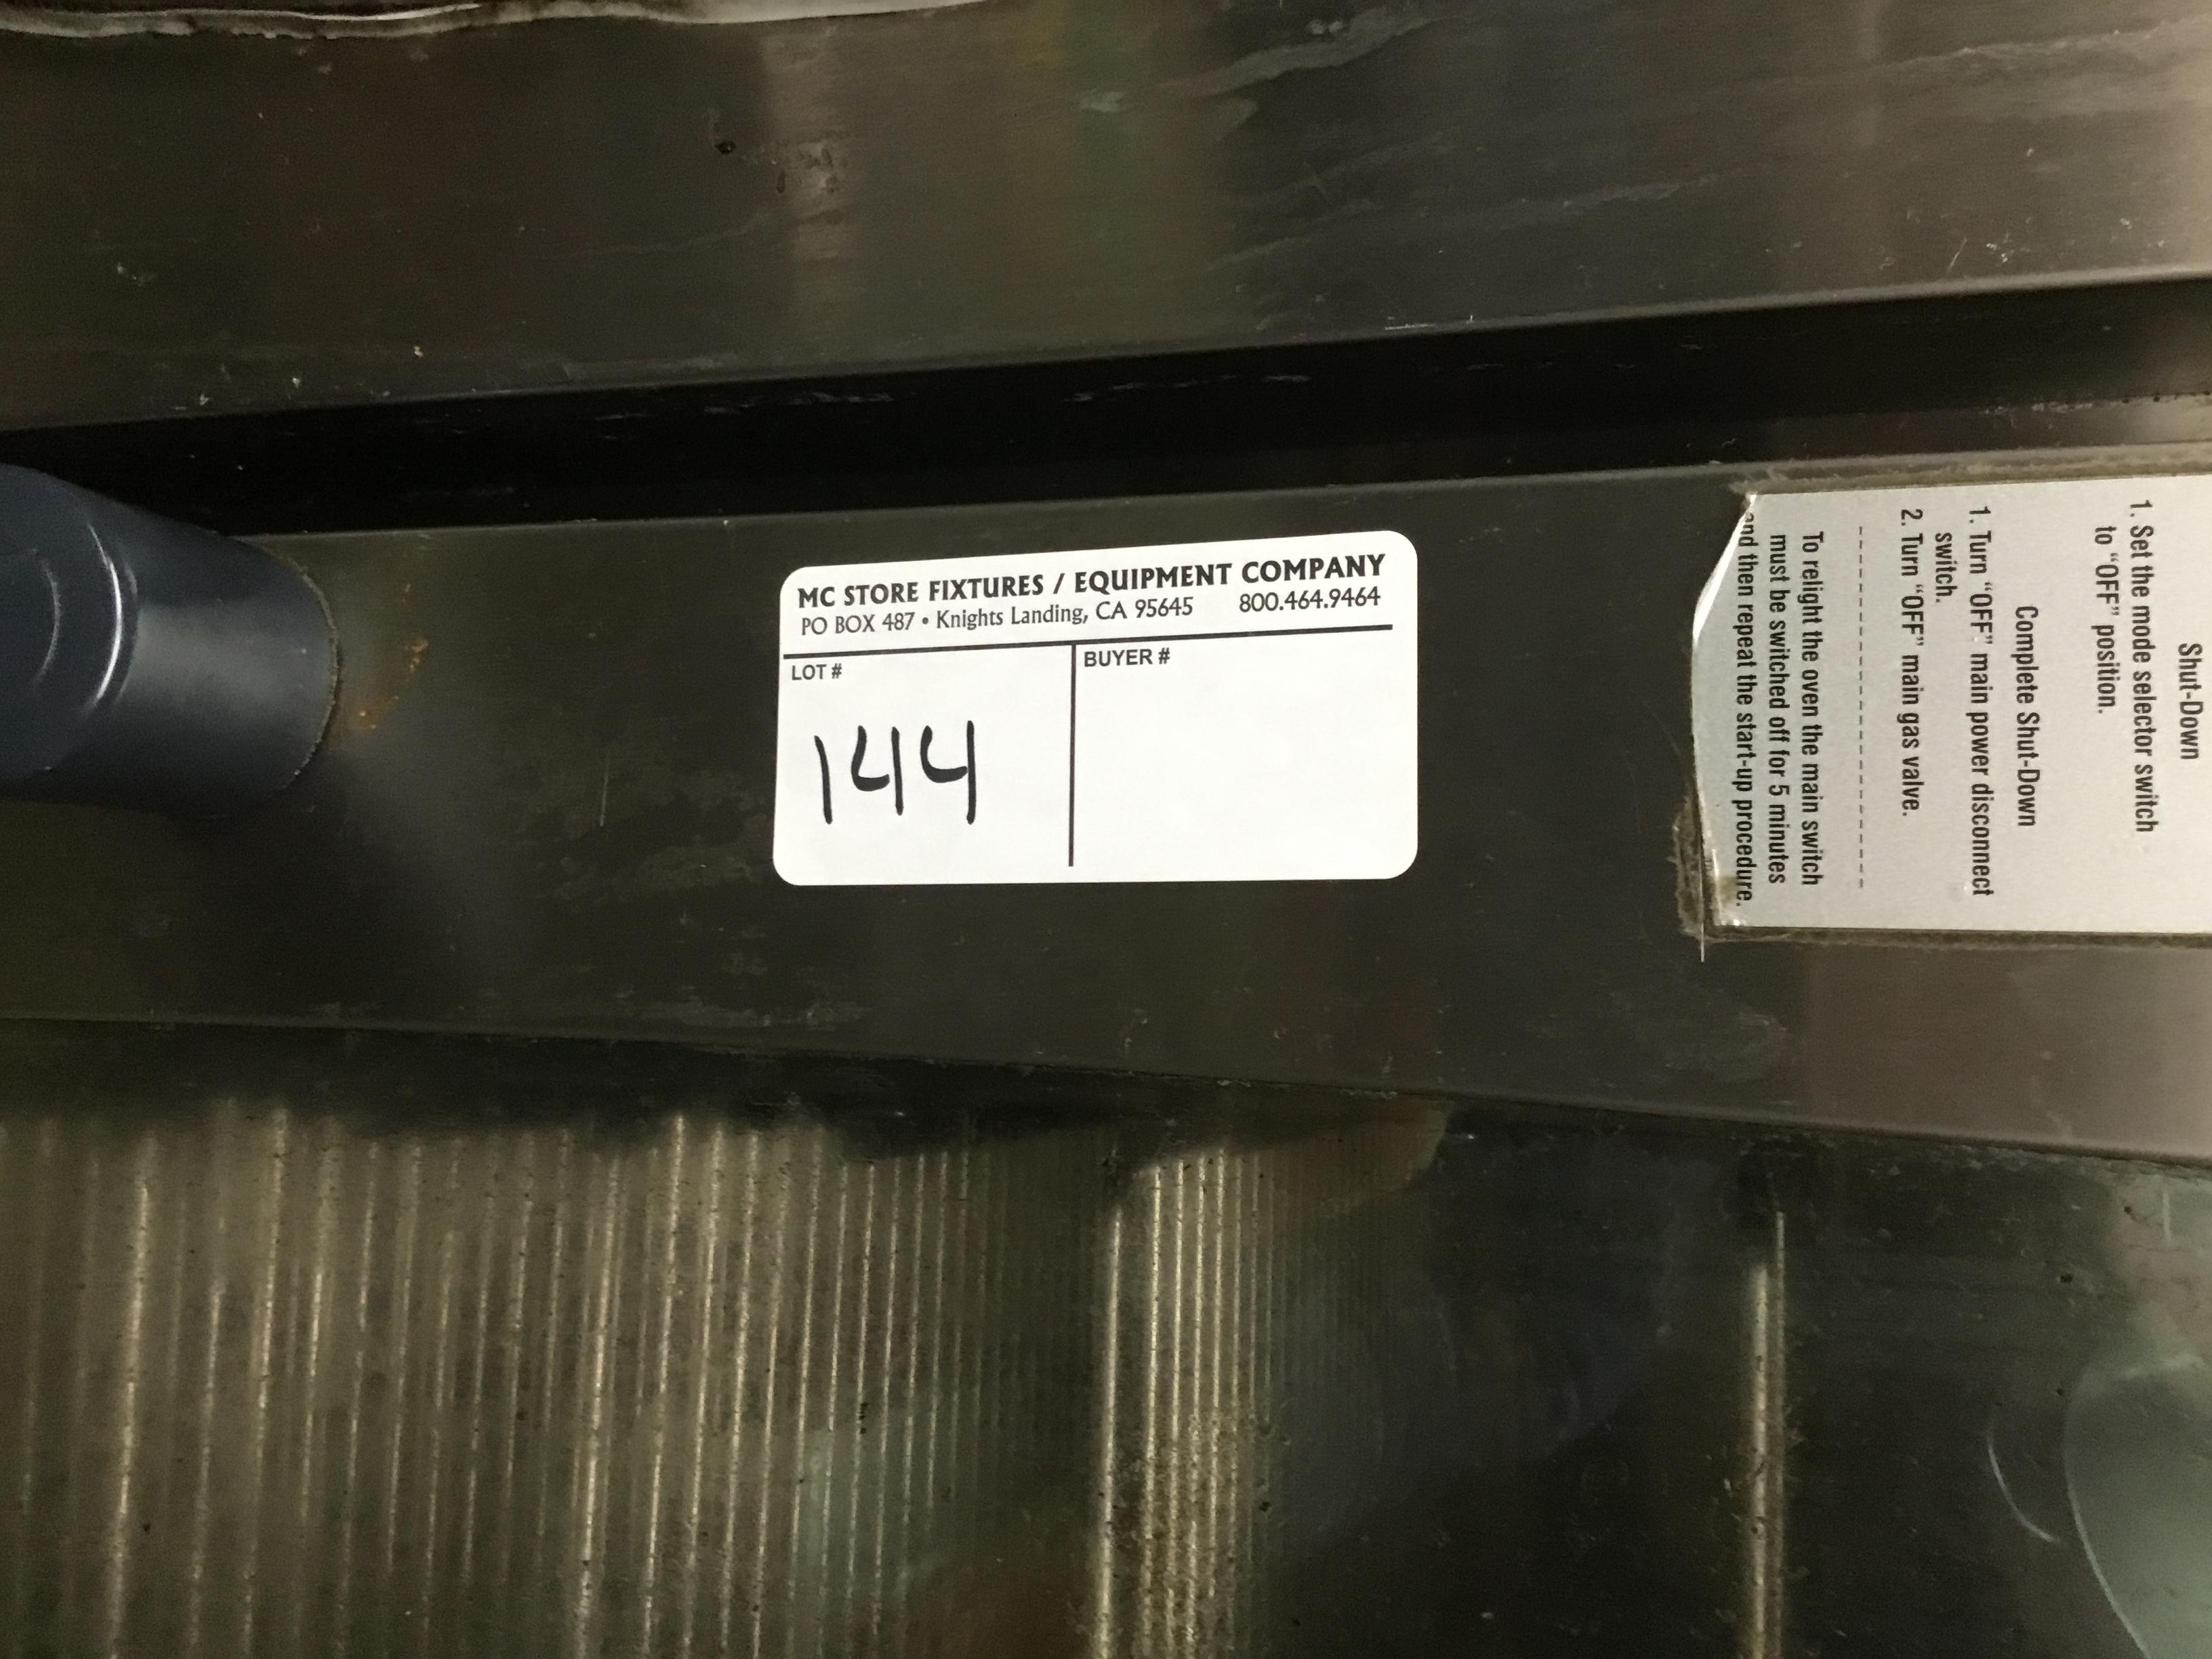 MC STORE FIXTURES / EQUIPMENT COMPANY
PO BOX 487 • Knights Landing, CA 95645 800.464.9464
LOT # BUYER #
144
Shut-Down
1. Set the mode selector switch
to "OFF" position.
Complete Shut-Down
1. Turn "OFF" main power disconnect
switch.
2. Turn "OFF" main gas valve.
To relight the oven the main switch
must be switched off for 5 minutes
and then repeat the start-up procedure.